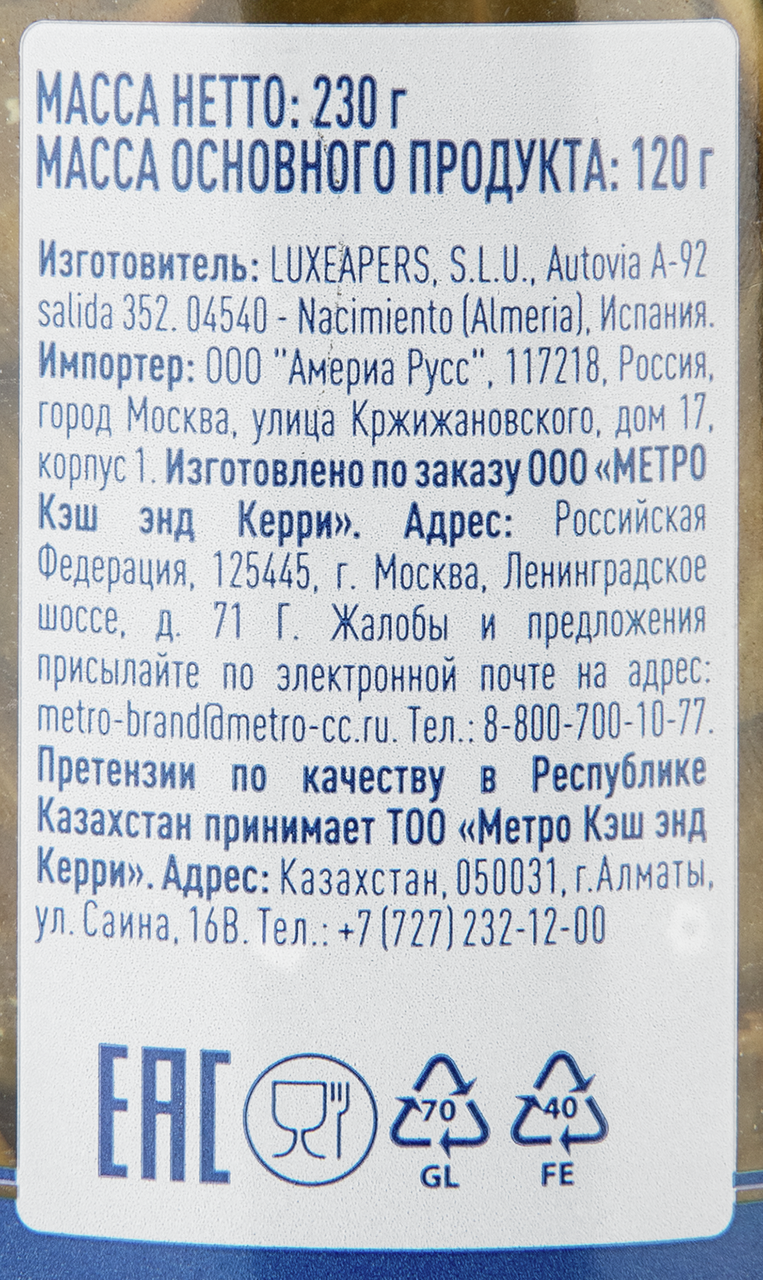 МАССА НЕТТО: 230 г
МАССА ОСНОВНОГО ПРОДУКТА: 120 г
Изготовитель: LUXEAPERS, S.L.U., Autovia A-92
salida 352. 04540 - Nacimiento (Almeria), Испания.
Импортер: ООО "Америа Русс", 117218, Россия,
город Москва, улица Кржижановского, дом 17,
корпус 1. Изготовлено по заказу ООО «МЕТРО
Кэш энд Керри». Адрес: Российская
Федерация, 125445, г. Москва, Ленинградское
шоссе, д. 71 Г. Жалобы и предложения
присылайте по электронной почте на адрес:
metro-brand@metro-cc.ru. Тел.: 8-800-700-10-77.
Претензии по качеству в Республике
Казахстан принимает ТОО «Метро Кэш энд
Керри». Адрес: Казахстан, 050031, г.Алматы,
ул. Саина, 16В. Тел.: +7 (727) 232-12-00
EAC 70 40
GL FE